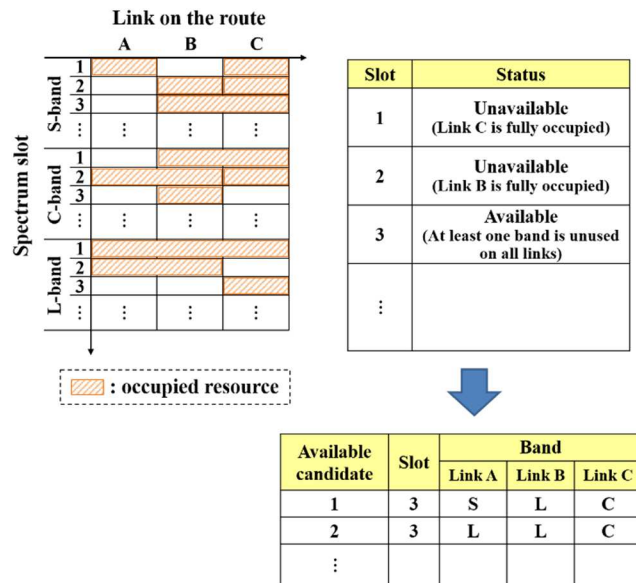 Link on the route
A B C
Spectrum slot
S-band
1
2
3
⋮ ⋮ ⋮ ⋮
C-band
1
2
3
⋮ ⋮ ⋮ ⋮
L-band
1
2
3
⋮ ⋮ ⋮ ⋮
: occupied resource
Slot Status
1 Unavailable
(Link C is fully occupied)
2 Unavailable
(Link B is fully occupied)
3 Available
(At least one band is unused
on all links)
⋮
Available
candidate Slot Band
Link A Link B Link C
1 3 S L C
2 3 L L C
⋮